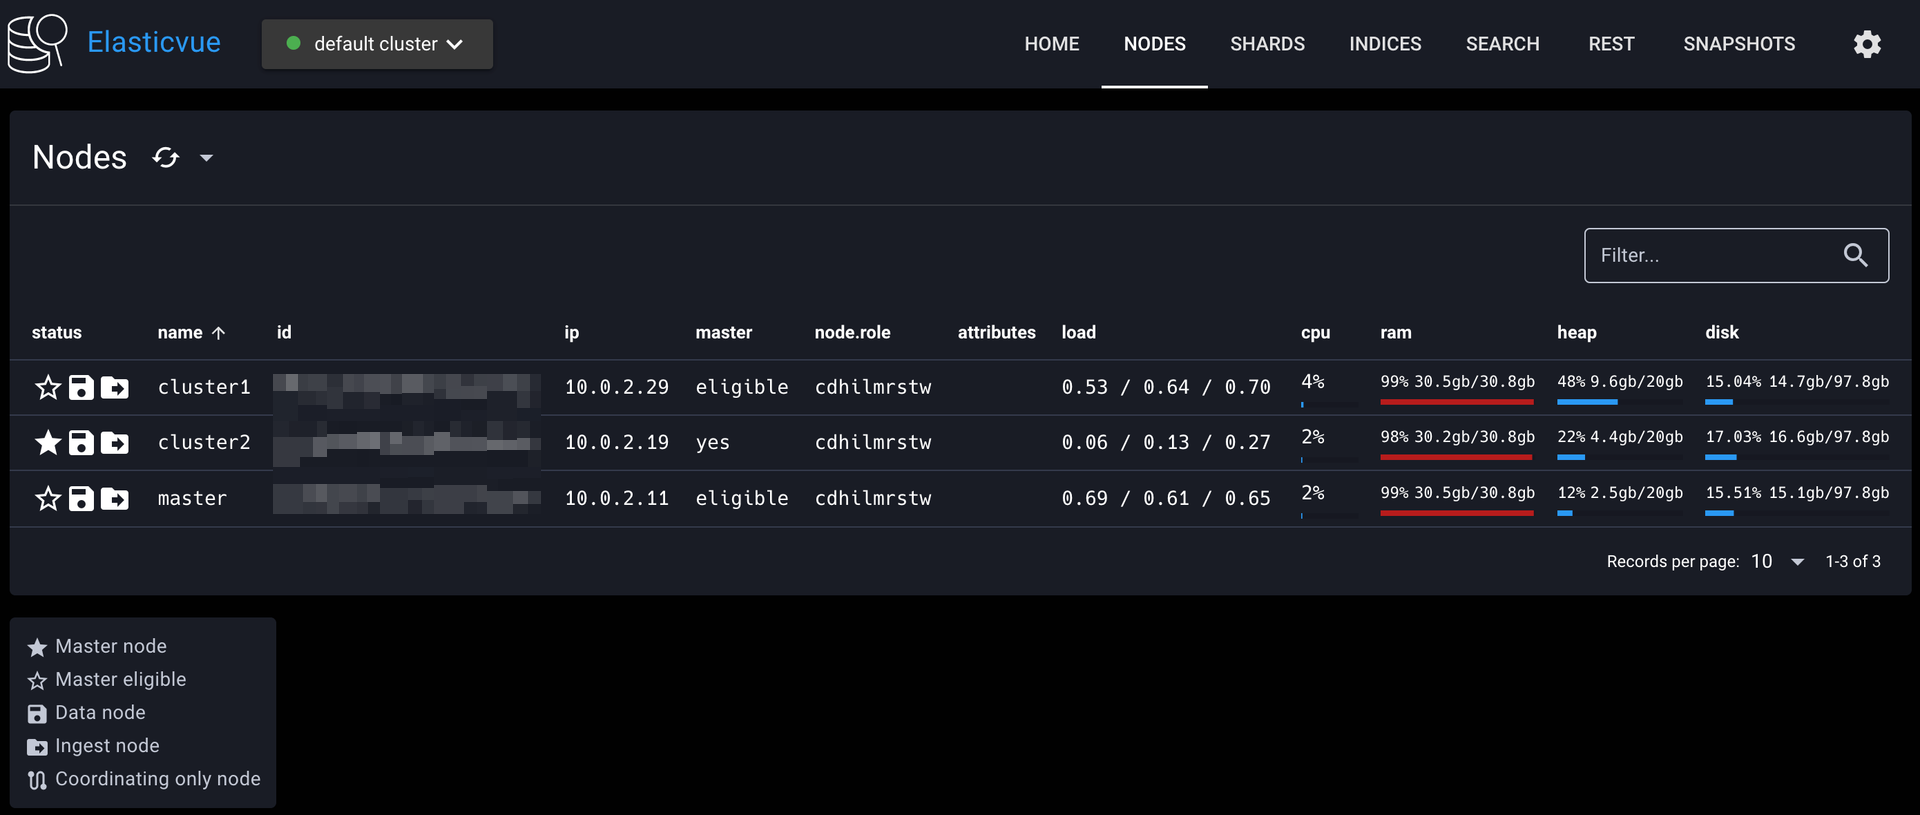 Elasticvue
default cluster
HOME NODES SHARDS INDICES SEARCH REST SNAPSHOTS
Nodes
Filter...
status name id ip master node.role attributes load cpu ram heap disk
cluster1 10.0.2.29 eligible cdhilmrstw 0.53 / 0.64 / 0.70 4% 99% 30.5gb/30.8gb 48% 9.6gb/20gb 15.04% 14.7gb/97.8gb
cluster2 10.0.2.19 yes cdhilmrstw 0.06 / 0.13 / 0.27 2% 98% 30.2gb/30.8gb 22% 4.4gb/20gb 17.03% 16.6gb/97.8gb
master 10.0.2.11 eligible cdhilmrstw 0.69 / 0.61 / 0.65 2% 99% 30.5gb/30.8gb 12% 2.5gb/20gb 15.51% 15.1gb/97.8gb
Records per page: 10 1-3 of 3
Master node
Master eligible
Data node
Ingest node
Coordinating only node